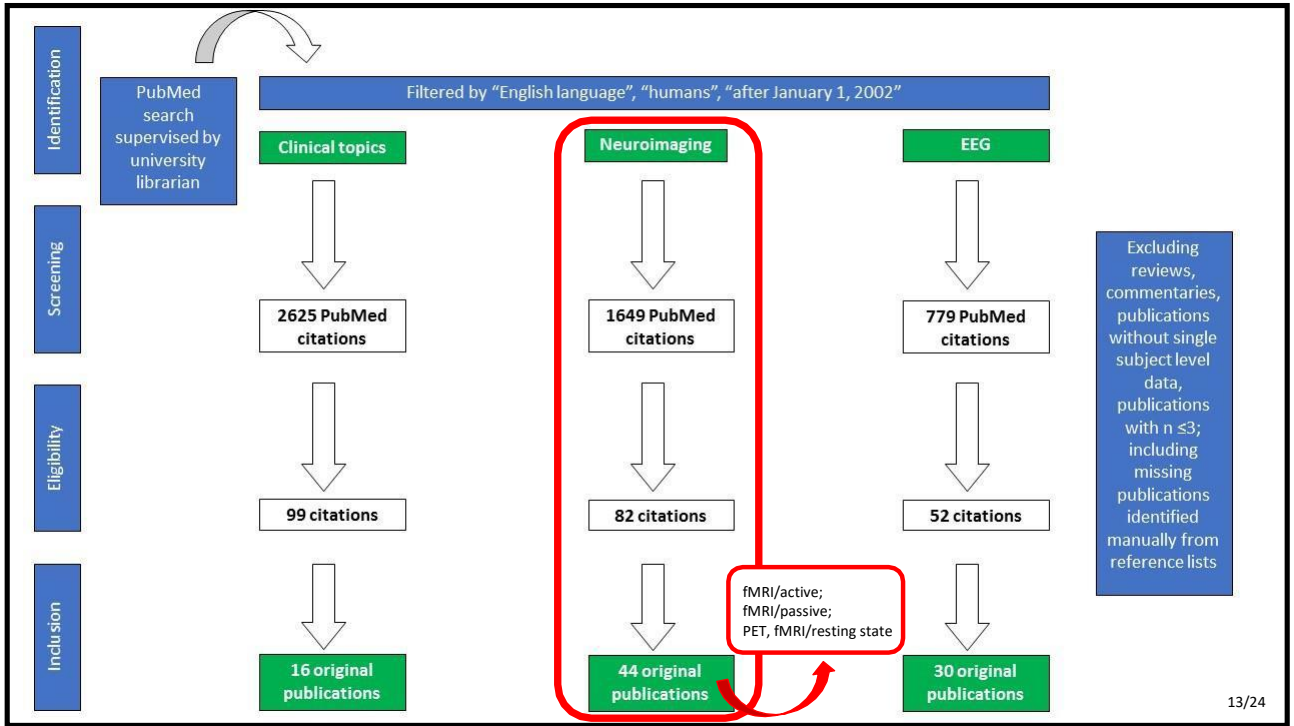 Identification
PubMed
search
supervised by
university
librarian
Filtered by “English language”, “humans”, “after January 1, 2002”
Clinical topics
Neuroimaging
EEG
Screening
2625 PubMed
citations
1649 PubMed
citations
779 PubMed
citations
Excluding
reviews,
commentaries,
publications
without single
subject level
data,
publications
with n ≤3;
including
missing
publications
identified
manually from
reference lists
Eligibility
99 citations
82 citations
52 citations
Inclusion
fMRI/active;
fMRI/passive;
PET, fMRI/resting state
16 original
publications
44 original
publications
30 original
publications
13/24